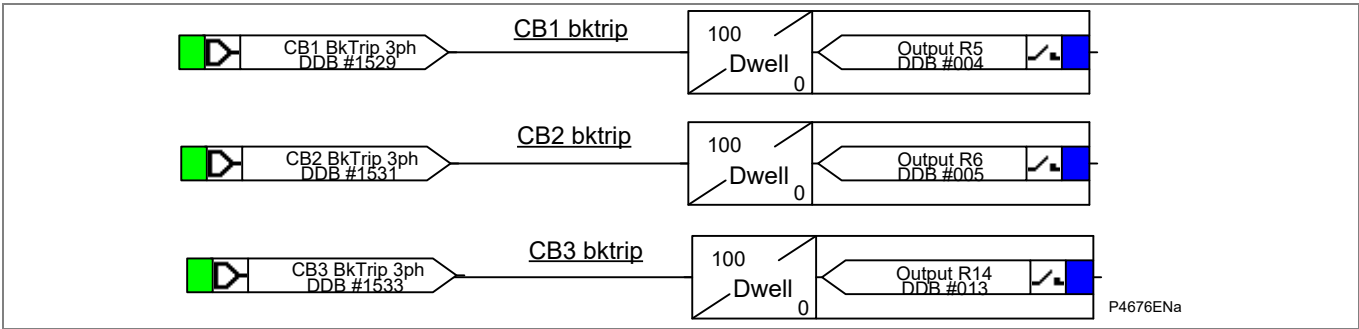 CB1 bktrip
CB1 BkTrip 3ph
DDB #1529
100
Dwell
0
Output R5
DDB #004
CB2 bktrip
CB2 BkTrip 3ph
DDB #1531
100
Dwell
0
Output R6
DDB #005
CB3 bktrip
CB3 BkTrip 3ph
DDB #1533
100
Dwell
0
Output R14
DDB #013
P4676ENa